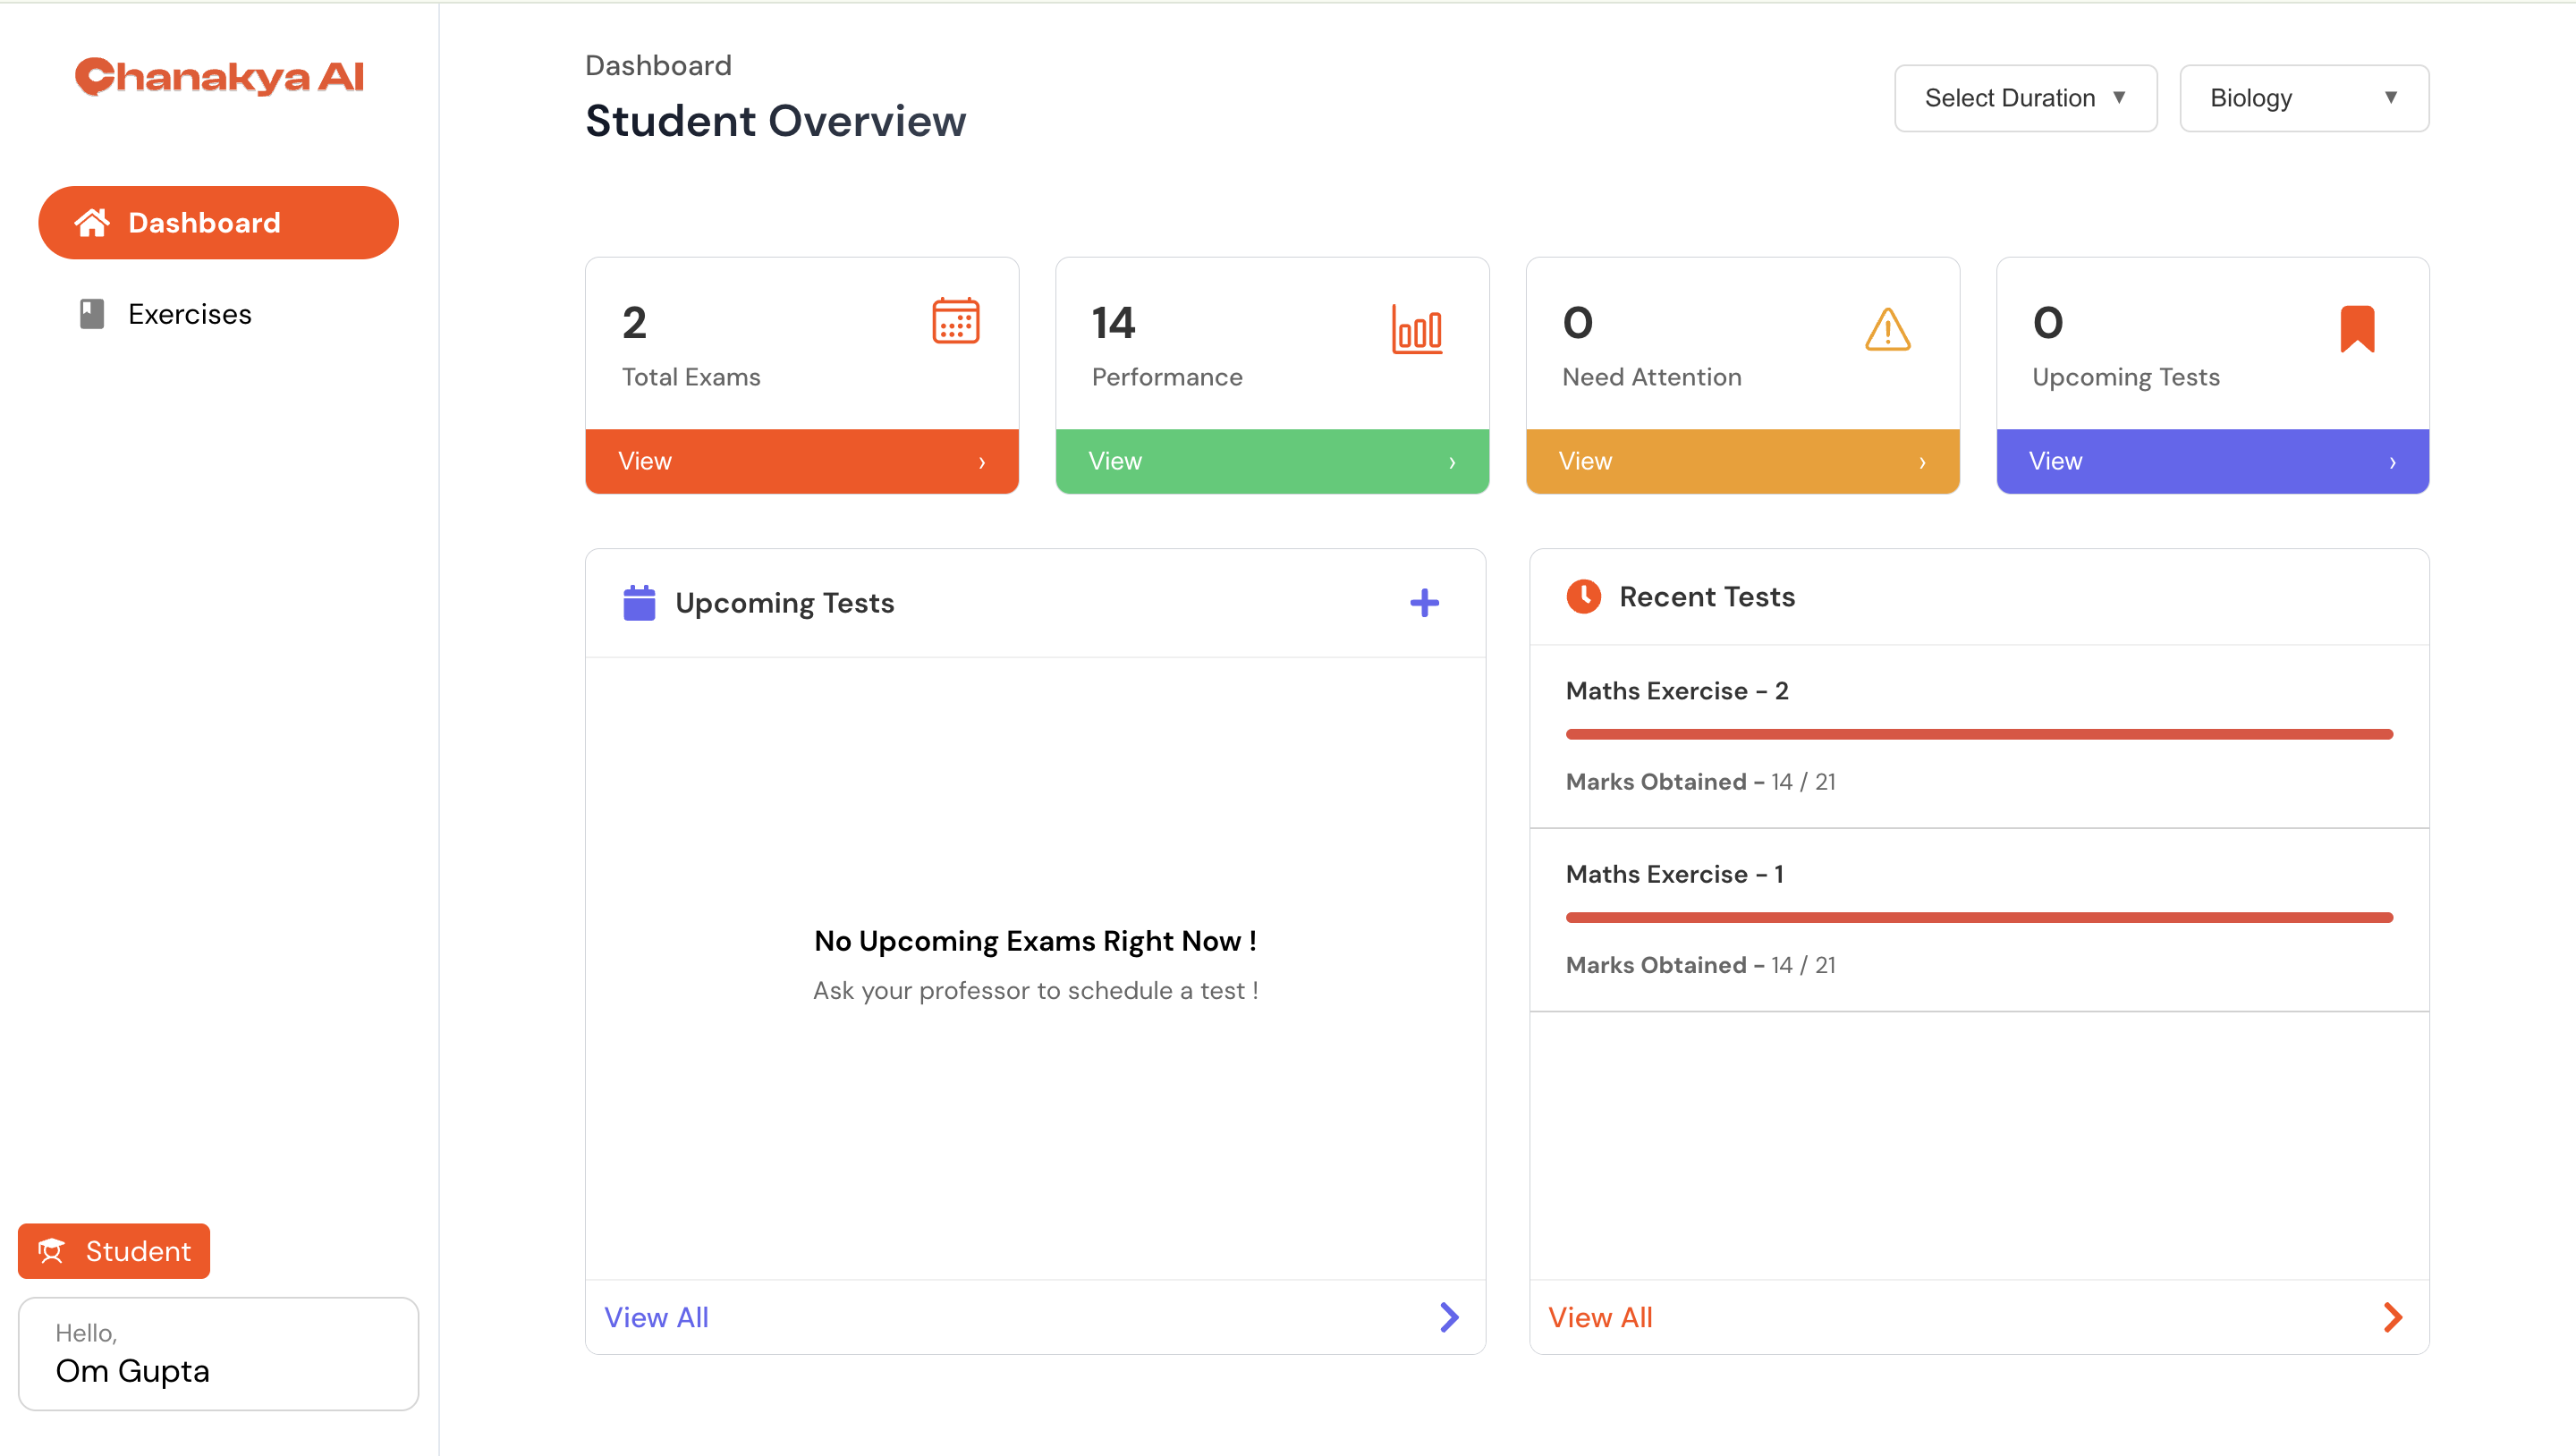 Chanakya AI
Dashboard
Exercises
Student
Hello,
Om Gupta
Dashboard
Student Overview
Select Duration ▼
Biology ▼
2
Total Exams
View ›
14
Performance
View ›
0
Need Attention
View ›
0
Upcoming Tests
View ›
Upcoming Tests
No Upcoming Exams Right Now !
Ask your professor to schedule a test !
View All
Recent Tests
Maths Exercise - 2
Marks Obtained - 14 / 21
Maths Exercise - 1
Marks Obtained - 14 / 21
View All